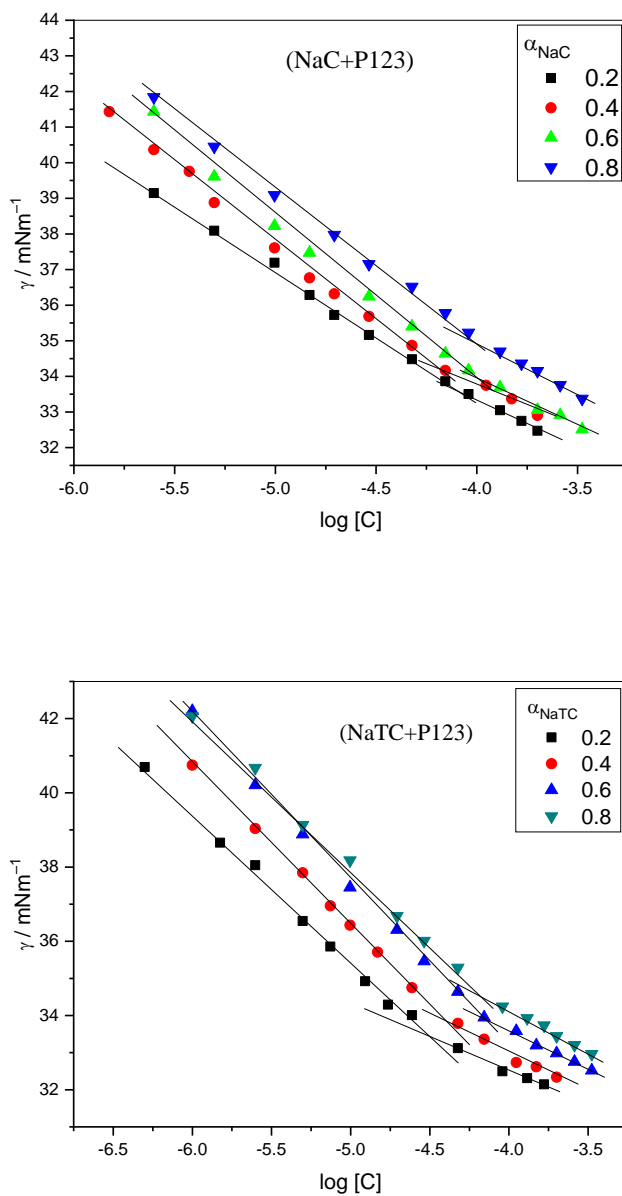 44
43
42
41
40
39
38
37
36
35
34
33
32
γ / mNm⁻¹
(NaC+P123)
α_NaC
0.2
0.4
0.6
0.8
-6.0 -5.5 -5.0 -4.5 -4.0 -3.5
log [C]
42
40
38
36
34
32
γ / mNm⁻¹
(NaTC+P123)
α_NaTC
0.2
0.4
0.6
0.8
-6.5 -6.0 -5.5 -5.0 -4.5 -4.0 -3.5
log [C]